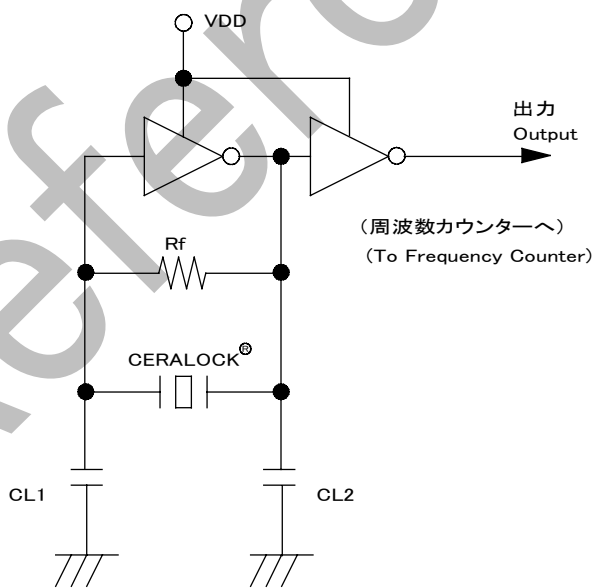 VDD
出力
Output
(周波数カウンターへ)
(To Frequency Counter)
Rf
CERALOCK®
CL1
CL2